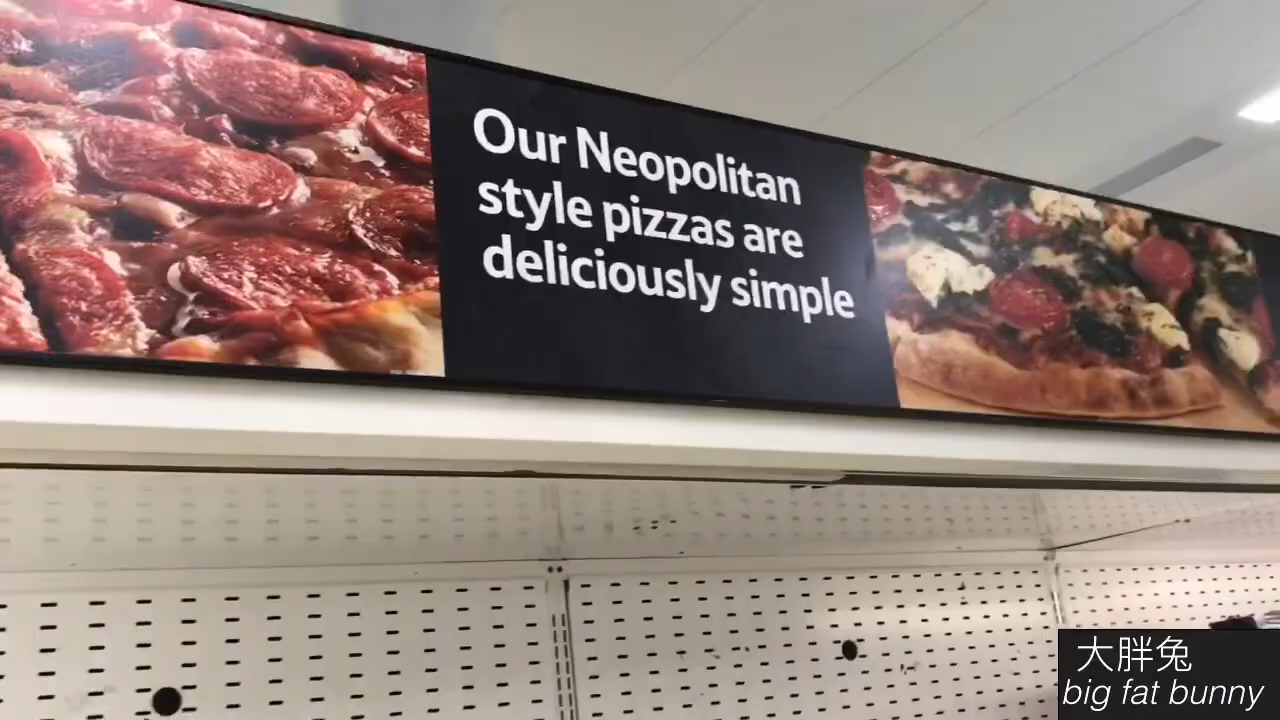 Our Neopolitan
style pizzas are
deliciously simple
大胖兔
big fat bunny